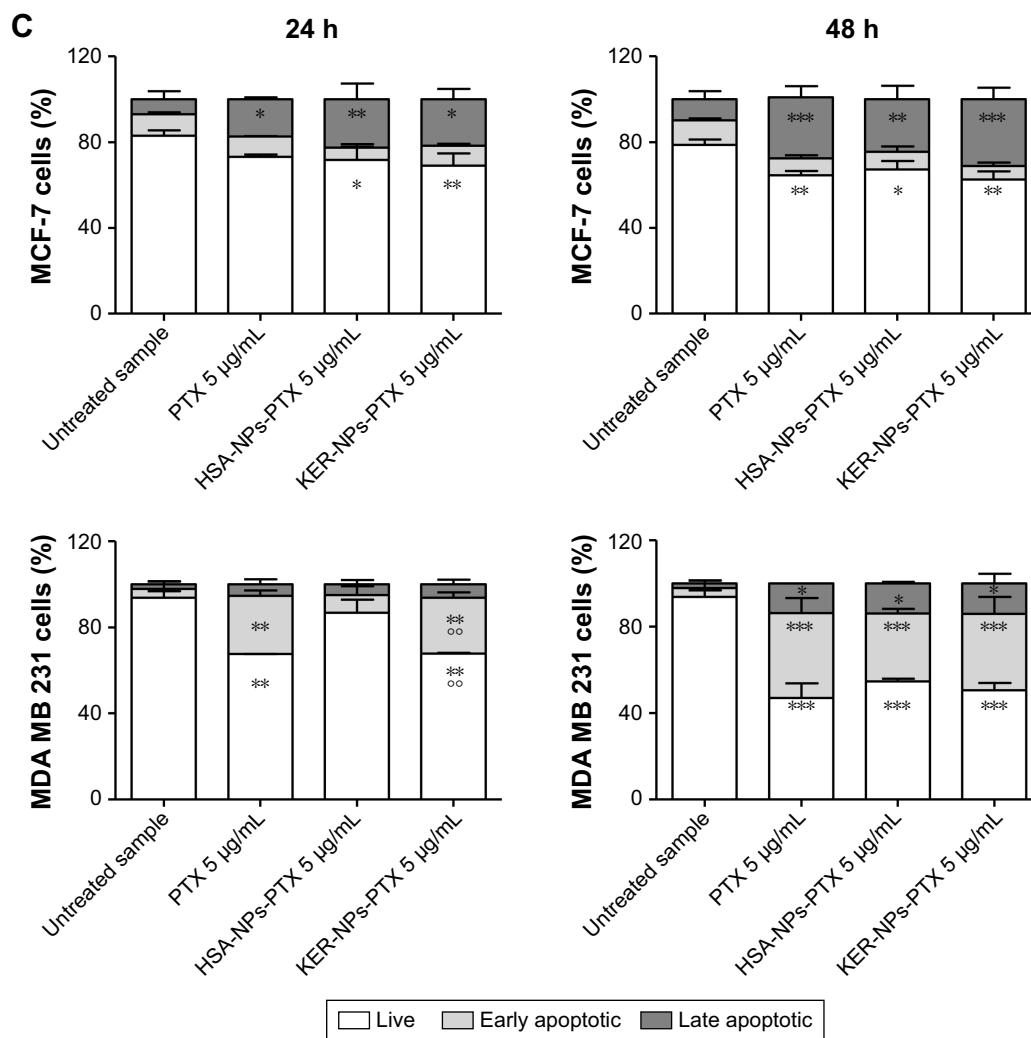 C
24 h
48 h
120
80
40
0
MCF-7 cells (%)
*
**
*
*
**
Untreated sample
PTX 5 µg/mL
HSA-NPs-PTX 5 µg/mL
KER-NPs-PTX 5 µg/mL
120
80
40
0
MCF-7 cells (%)
***
**
***
**
*
**
Untreated sample
PTX 5 µg/mL
HSA-NPs-PTX 5 µg/mL
KER-NPs-PTX 5 µg/mL
120
80
40
0
MDA MB 231 cells (%)
**
**
°°
**
**
°°
Untreated sample
PTX 5 µg/mL
HSA-NPs-PTX 5 µg/mL
KER-NPs-PTX 5 µg/mL
120
80
40
0
MDA MB 231 cells (%)
*
*
*
***
***
***
***
***
***
Untreated sample
PTX 5 µg/mL
HSA-NPs-PTX 5 µg/mL
KER-NPs-PTX 5 µg/mL
Live
Early apoptotic
Late apoptotic